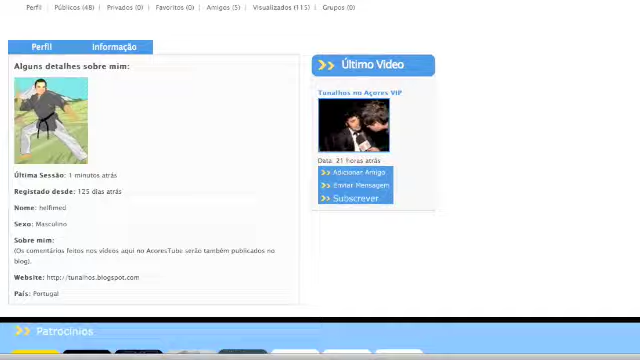 Perfil | Públicos (48) | Privados (0) | Favoritos (0) | Amigos (5) | Visualizados (115) | Grupos (0)
Perfil Informação
Alguns detalhes sobre mim:
Última Sessão: 1 minutos atrás
Registado desde: 125 dias atrás
Nome: helfimed
Sexo: Masculino
Sobre mim:
(Os comentários feitos nos vídeos aqui no AcoresTube serão também publicados no
blog).
Website: http://tunalhos.blogspot.com
País: Portugal
Último Video
Tunalhos no Açores VIP
Data: 21 horas atrás
Adicionar Amigo
Enviar Mensagem
Subscrever
Patrocínios